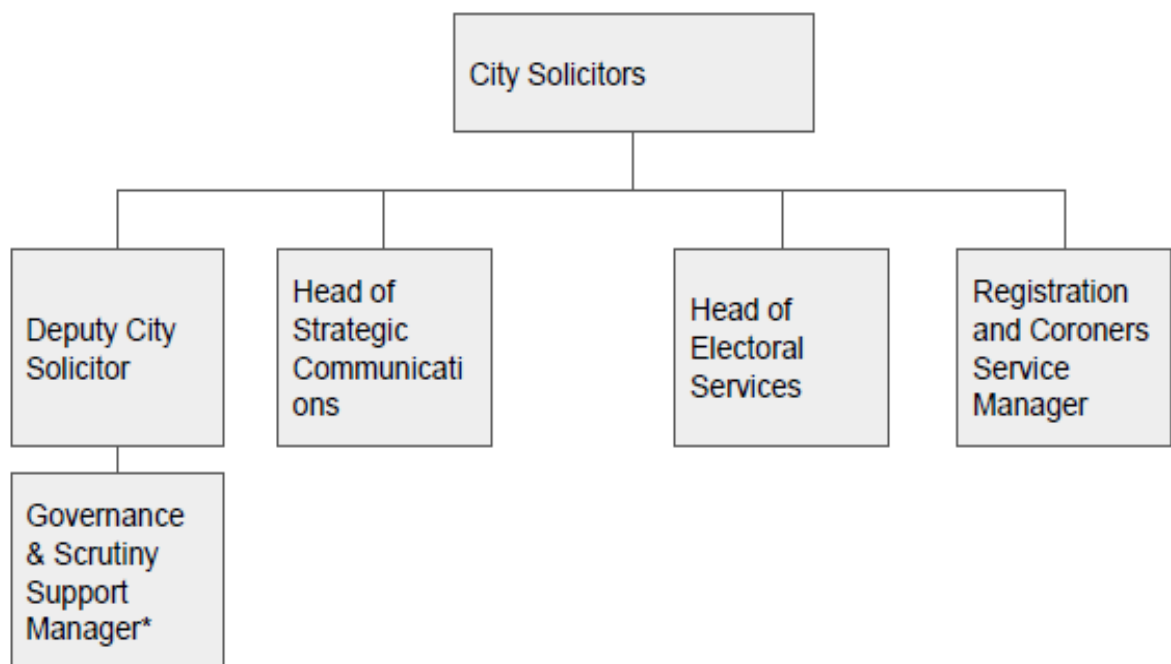 City Solicitors
Deputy City
Solicitor
Head of
Strategic
Communicati
ons
Head of
Electoral
Services
Registration
and Coroners
Service
Manager
Governance
& Scrutiny
Support
Manager*